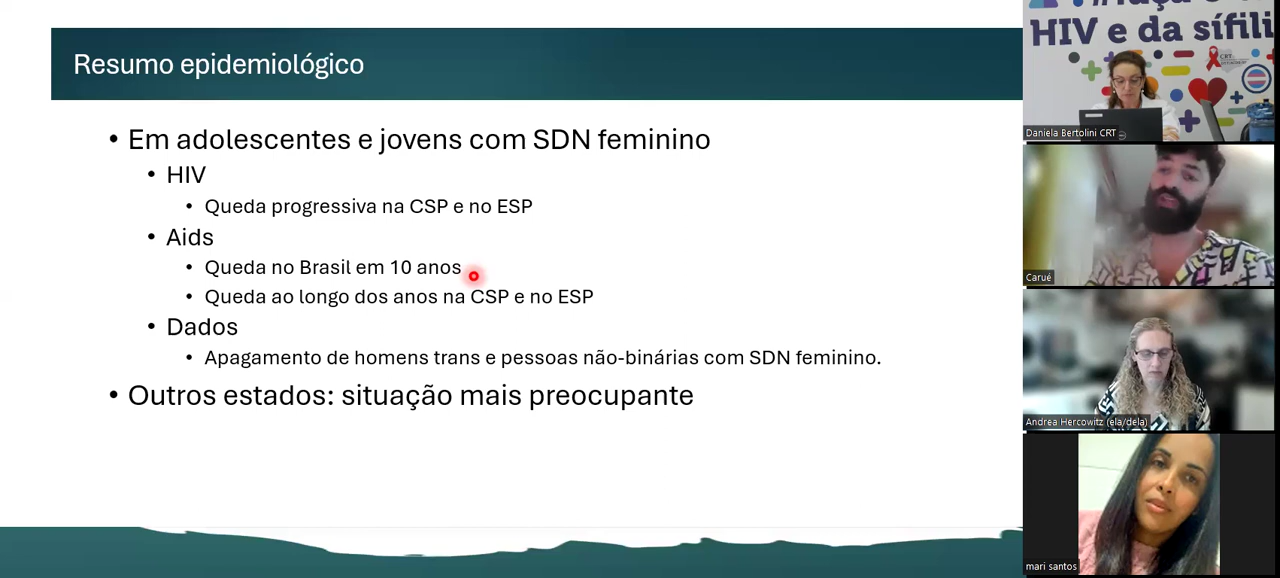 Resumo epidemiológico
• Em adolescentes e jovens com SDN feminino
• HIV
• Queda progressiva na CSP e no ESP
• Aids
• Queda no Brasil em 10 anos
• Queda ao longo dos anos na CSP e no ESP
• Dados
• Apagamento de homens trans e pessoas não-binárias com SDN feminino.
• Outros estados: situação mais preocupante
HIV e da sífili
CRT
Daniela Bertolini CRT
Carué
Andrea Hercowitz (ela/dela)
mari santos